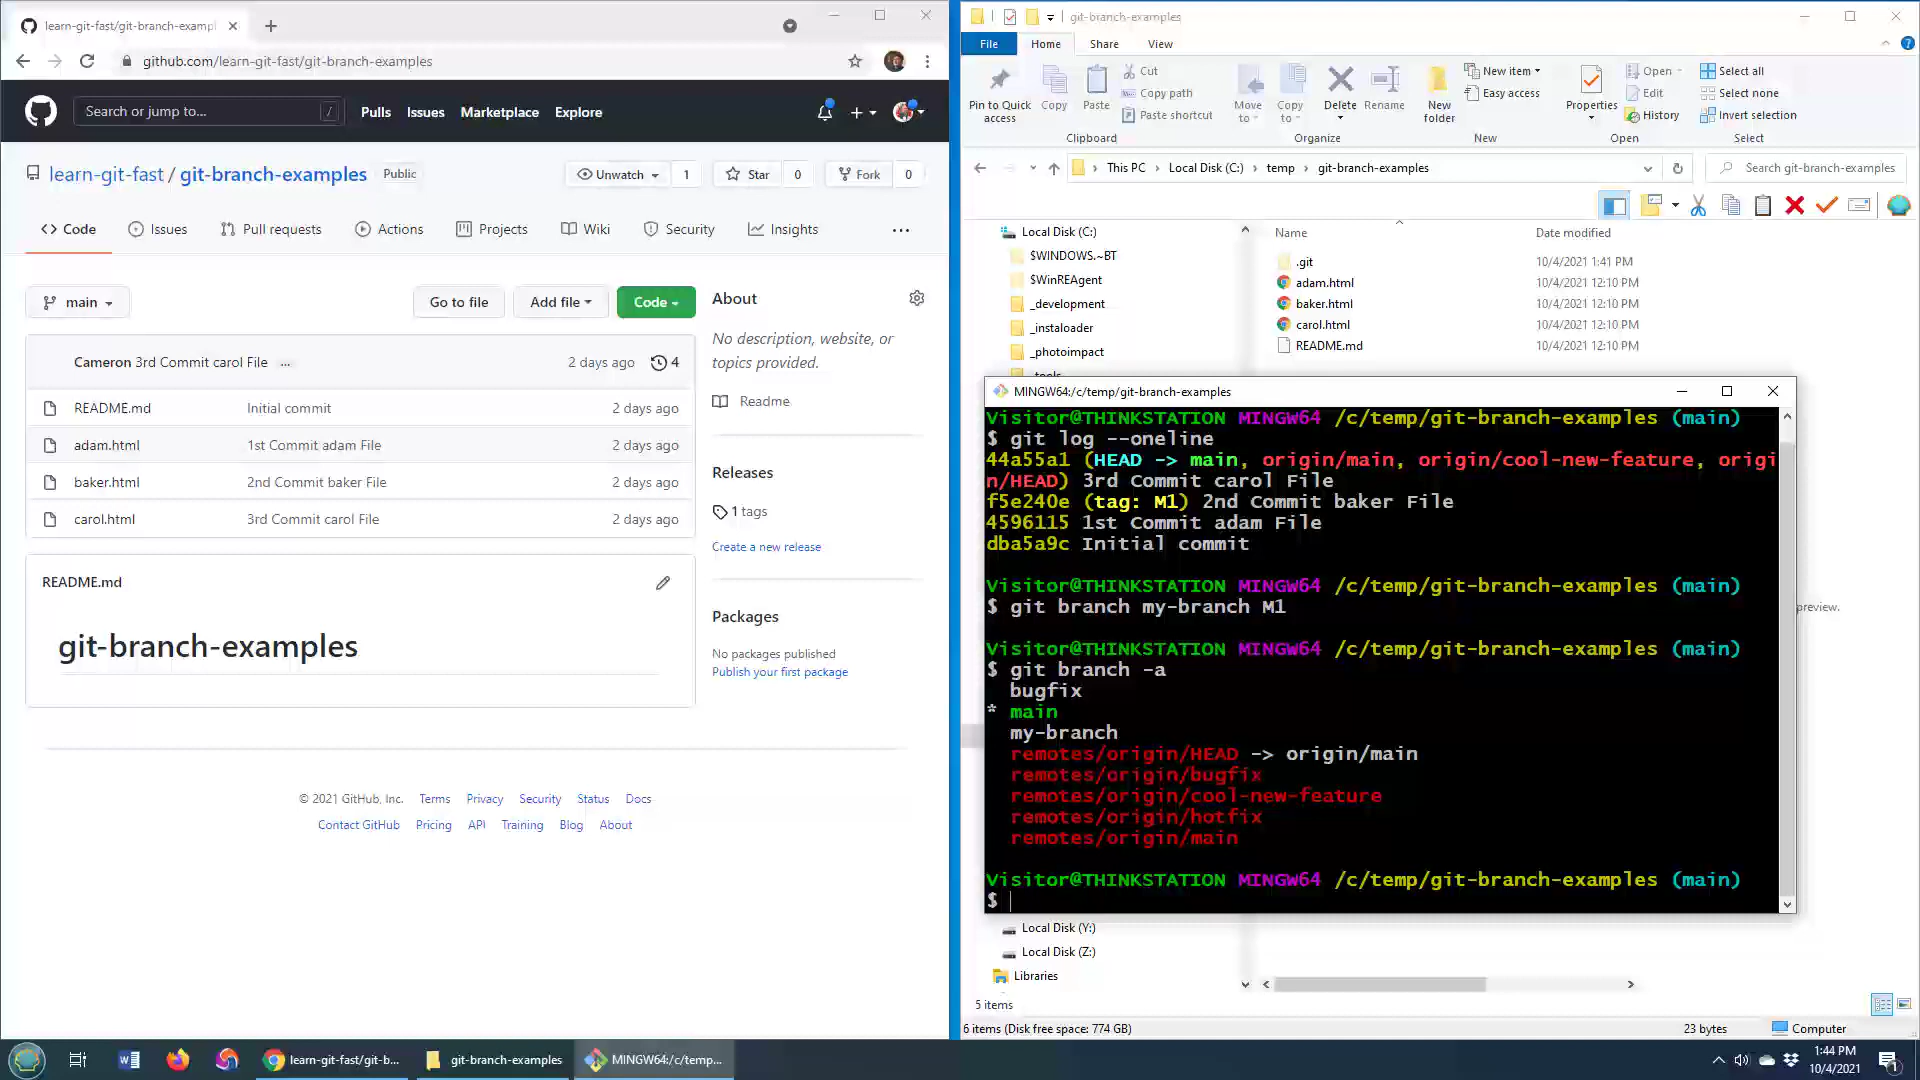 learn-git-fast/git-branch-exampl
github.com/learn-git-fast/git-branch-examples
Search or jump to...
/
Pulls
Issues
Marketplace
Explore
learn-git-fast / git-branch-examples
Public
Unwatch
1
Star
0
Fork
0
Code
Issues
Pull requests
Actions
Projects
Wiki
Security
Insights
...
main
Go to file
Add file
Code
Cameron 3rd Commit carol File
...
2 days ago
4
README.md
Initial commit
2 days ago
adam.html
1st Commit adam File
2 days ago
baker.html
2nd Commit baker File
2 days ago
carol.html
3rd Commit carol File
2 days ago
README.md
git-branch-examples
About
No description, website, or
topics provided.
Readme
Releases
1 tags
Create a new release
Packages
No packages published
Publish your first package
© 2021 GitHub, Inc.
Terms
Privacy
Security
Status
Docs
Contact GitHub
Pricing
API
Training
Blog
About
git-branch-examples
File
Home
Share
View
Pin to Quick
access
Copy
Paste
Cut
Copy path
Paste shortcut
Clipboard
Move
to
Copy
to
Delete
Rename
Organize
New
folder
New item
Easy access
New
Properties
Open
Edit
History
Open
Select all
Select none
Invert selection
Select
This PC
Local Disk (C:)
temp
git-branch-examples
Search git-branch-examples
Local Disk (C:)
$WINDOWS.~BT
$WinREAgent
_development
_instaloader
_photoimpact
_tools
Name
Date modified
.git
10/4/2021 1:41 PM
adam.html
10/4/2021 12:10 PM
baker.html
10/4/2021 12:10 PM
carol.html
10/4/2021 12:10 PM
README.md
10/4/2021 12:10 PM
MINGW64:/c/temp/git-branch-examples
Visitor@THINKSTATION MINGW64 /c/temp/git-branch-examples (main)
$ git log --oneline
44a55a1 (HEAD -> main, origin/main, origin/cool-new-feature, origi
n/HEAD) 3rd Commit carol File
f5e240e (tag: M1) 2nd Commit baker File
4596115 1st Commit adam File
dba5a9c Initial commit
Visitor@THINKSTATION MINGW64 /c/temp/git-branch-examples (main)
$ git branch my-branch M1
Visitor@THINKSTATION MINGW64 /c/temp/git-branch-examples (main)
$ git branch -a
bugfix
* main
my-branch
remotes/origin/HEAD -> origin/main
remotes/origin/bugfix
remotes/origin/cool-new-feature
remotes/origin/hotfix
remotes/origin/main
Visitor@THINKSTATION MINGW64 /c/temp/git-branch-examples (main)
$
preview.
Local Disk (Y:)
Local Disk (Z:)
Libraries
5 items
6 items (Disk free space: 774 GB)
23 bytes
Computer
learn-git-fast/git-b...
git-branch-examples
MINGW64:/c/temp...
1:44 PM
10/4/2021
1